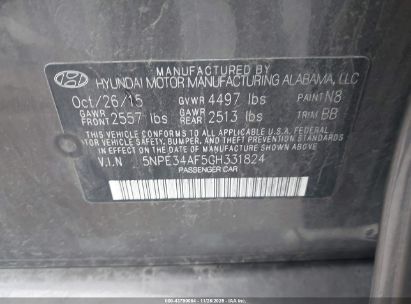 MANUFACTURED BY
HYUNDAI MOTOR MANUFACTURING ALABAMA, LLC
Oct/26/15 GVWR 4497 lbs PAINT N8
GAWR FRONT 2557 lbs GAWR REAR 2513 lbs TRIM BB
THIS VEHICLE CONFORMS TO ALL APPLICABLE U.S. FEDERAL MOTOR
VEHICLE SAFETY, BUMPER, AND THEFT PREVENTION STANDARDS
IN EFFECT ON THE DATE OF MANUFACTURE SHOWN ABOVE.
V.I.N 5NPE34AF5GH331824
PASSENGER CAR